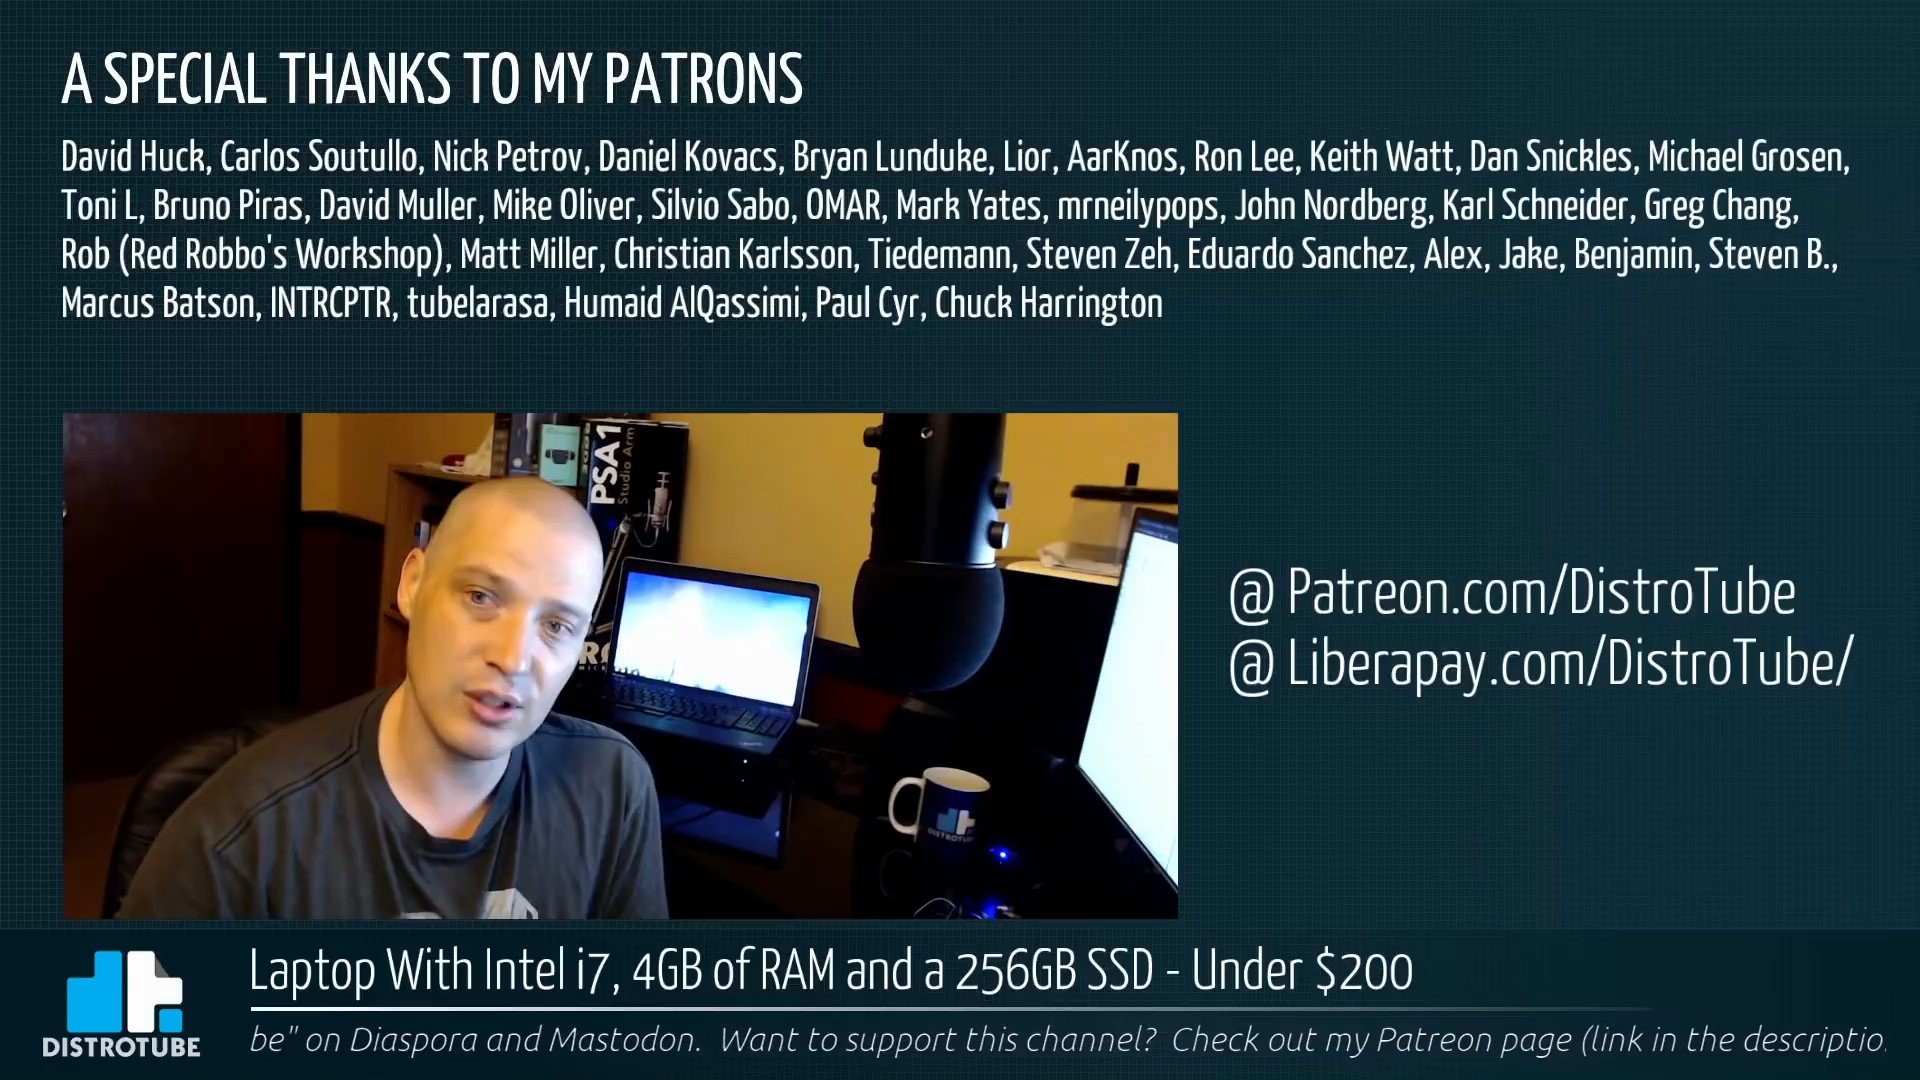 A SPECIAL THANKS TO MY PATRONS
David Huck, Carlos Soutullo, Nick Petrov, Daniel Kovacs, Bryan Lunduke, Lior, AarKnos, Ron Lee, Keith Watt, Dan Snickles, Michael Grosen,
Toni L, Bruno Piras, David Muller, Mike Oliver, Silvio Sabo, OMAR, Mark Yates, mrneilypops, John Nordberg, Karl Schneider, Greg Chang,
Rob (Red Robbo's Workshop), Matt Miller, Christian Karlsson, Tiedemann, Steven Zeh, Eduardo Sanchez, Alex, Jake, Benjamin, Steven B.,
Marcus Batson, INTRCPTR, tubelarasa, Humaid AlQassimi, Paul Cyr, Chuck Harrington
PSA1
Studio Arm
@ Patreon.com/DistroTube
@ Liberapay.com/DistroTube/
DISTROTUBE
Laptop With Intel i7, 4GB of RAM and a 256GB SSD - Under $200
be" on Diaspora and Mastodon.  Want to support this channel?  Check out my Patreon page (link in the descriptio
DISTROTUBE